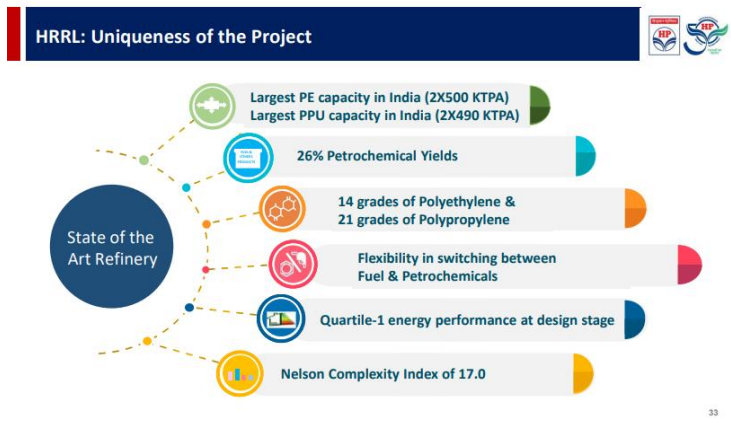 HRRL: Uniqueness of the Project
HP
HP
Largest PE capacity in India (2X500 KTPA)
Largest PPU capacity in India (2X490 KTPA)
26% Petrochemical Yields
14 grades of Polyethylene &
21 grades of Polypropylene
State of the
Art Refinery
Flexibility in switching between
Fuel & Petrochemicals
Quartile-1 energy performance at design stage
Nelson Complexity Index of 17.0
33